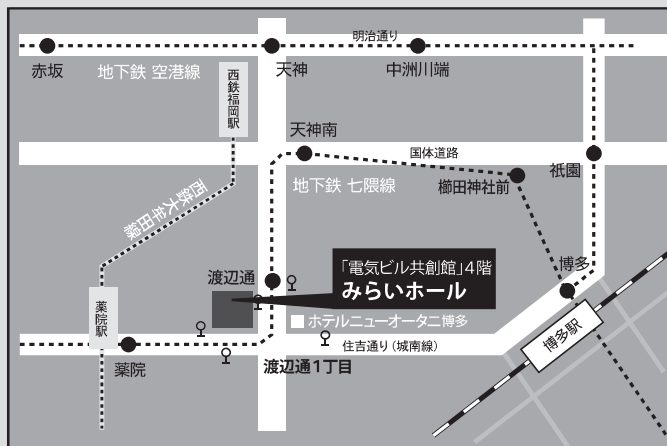 明治通り
赤坂
地下鉄 空港線
天神
中洲川端
西鉄福岡駅
天神南
国体道路
祇園
地下鉄 七隈線
櫛田神社前
西鉄大牟田線
渡辺通
「電気ビル共創館」4階
みらいホール
博多
薬院駅
ホテルニューオータニ博多
博多駅
住吉通り(城南線)
薬院
渡辺通1丁目